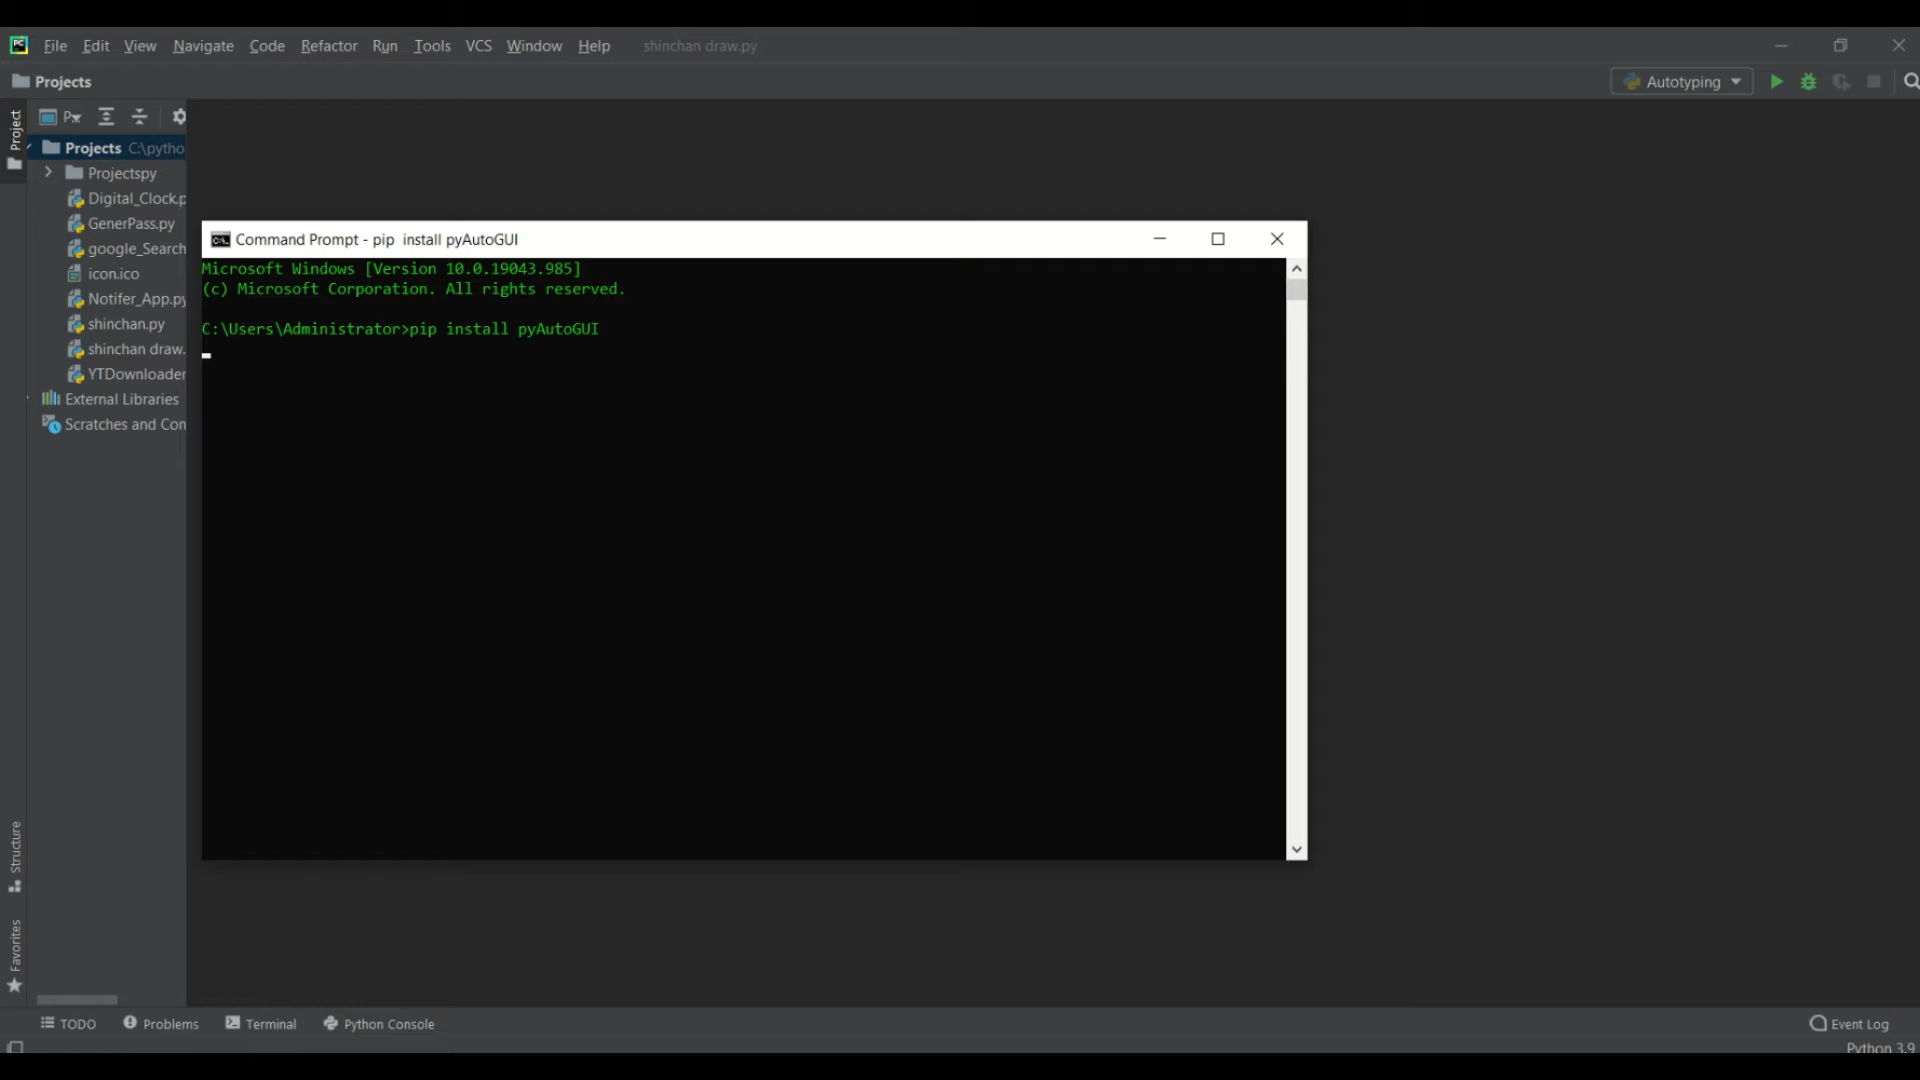 PC File Edit View Navigate Code Refactor Run Tools VCS Window Help shinchan draw.py
Projects Autotyping
Project
P
Projects C:\pytho
Projectspy
Digital_Clock.p
GenerPass.py
google_Search
icon.ico
Notifer_App.py
shinchan.py
shinchan draw.
YTDownloader
External Libraries
Scratches and Con
C:\. Command Prompt - pip  install pyAutoGUI
Microsoft Windows [Version 10.0.19043.985]
(c) Microsoft Corporation. All rights reserved.
C:\Users\Administrator>pip install pyAutoGUI
Structure
Favorites
TODO Problems Terminal Python Console Event Log
Python 3.9